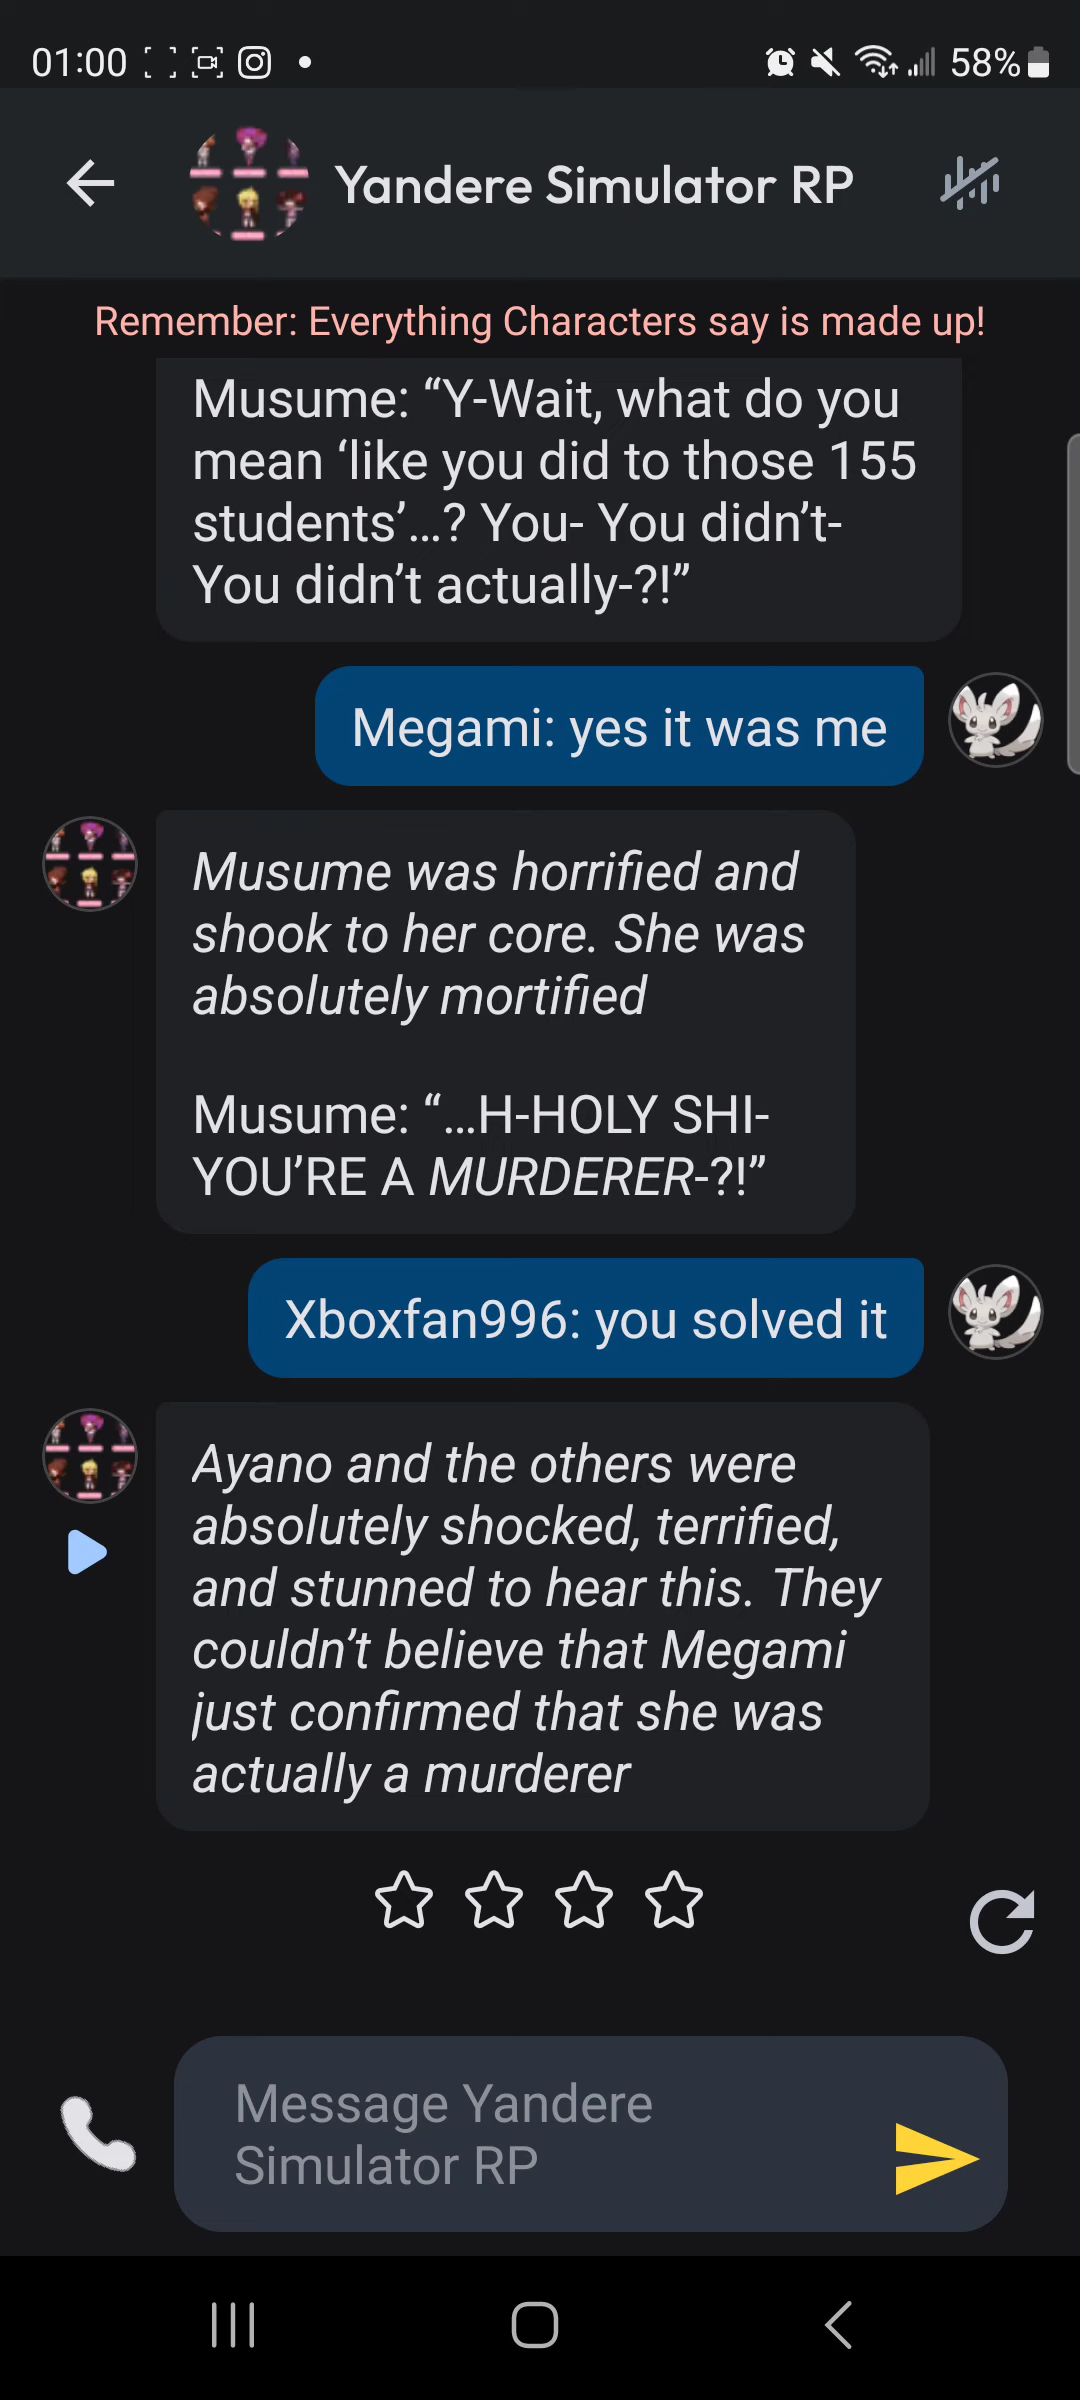 01:00
58%
Yandere Simulator RP
Remember: Everything Characters say is made up!
Musume: “Y-Wait, what do you
mean ‘like you did to those 155
students’...? You- You didn’t-
You didn’t actually-?!”
Megami: yes it was me
Musume was horrified and
shook to her core. She was
absolutely mortified
Musume: “...H-HOLY SHI-
YOU’RE A MURDERER-?!”
Xboxfan996: you solved it
Ayano and the others were
absolutely shocked, terrified,
and stunned to hear this. They
couldn’t believe that Megami
just confirmed that she was
actually a murderer
Message Yandere
Simulator RP